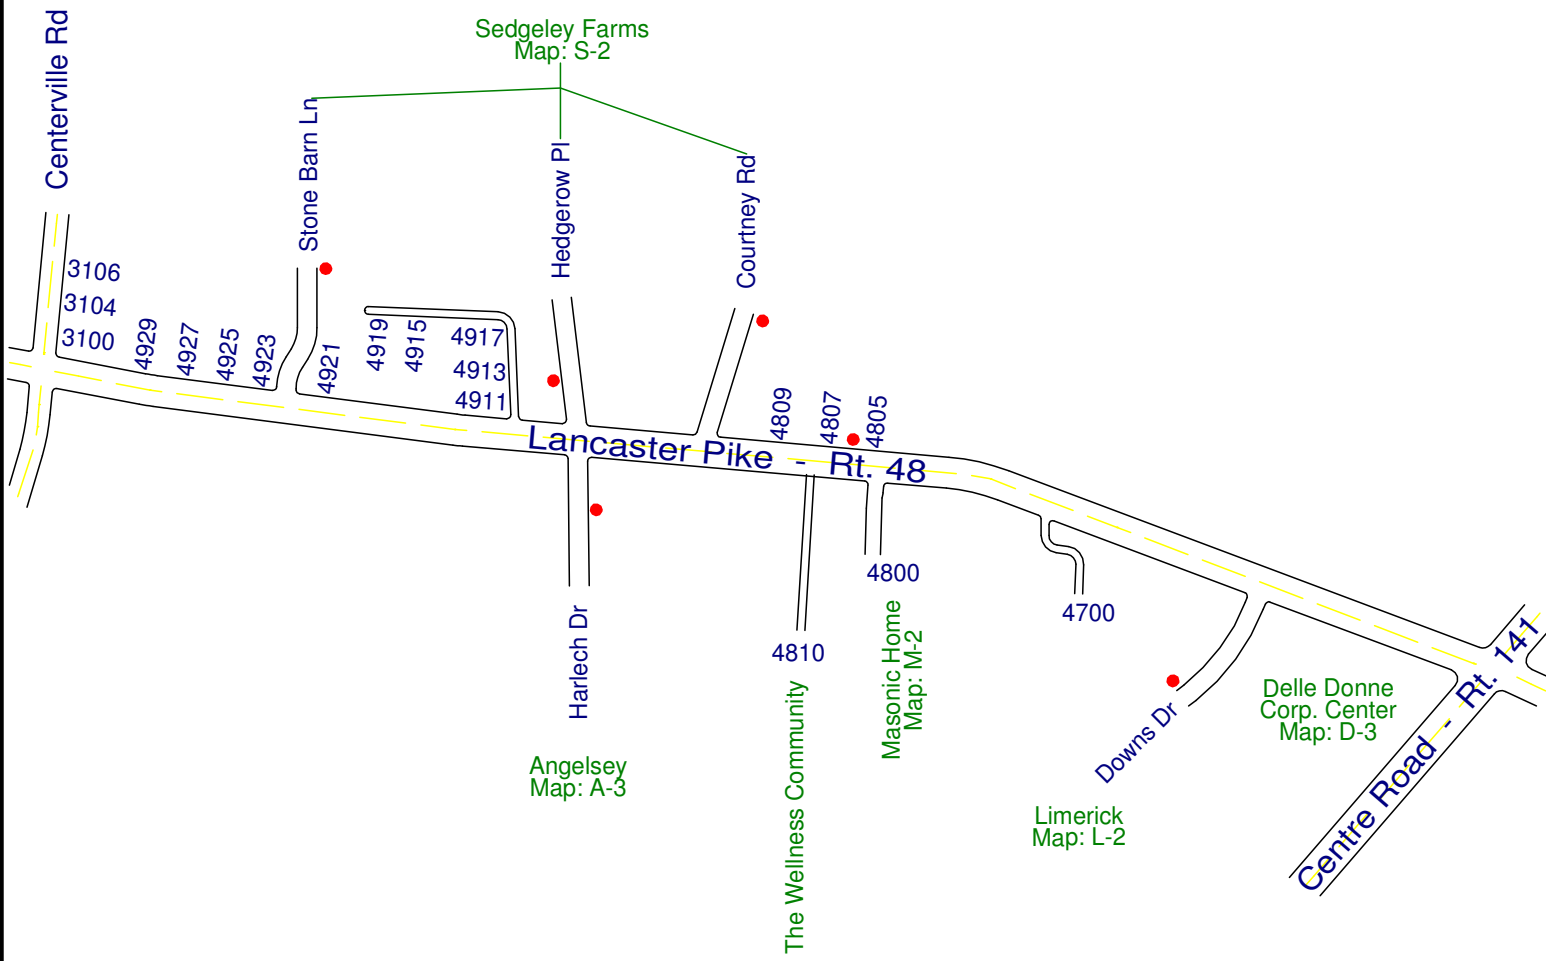 Centerville Rd
Sedgeley Farms
Map: S-2
Stone Barn Ln
Hedgerow Pl
Courtney Rd
3106
3104
3100
4929
4927
4925
4923
4921
4919
4915
4917
4913
4911
4809
4807
4805
Lancaster Pike - Rt. 48
4800
4700
4810
Harlech Dr
Masonic Home
Map: M-2
Angelsey
Map: A-3
The Wellness Community
Downs Dr
Limerick
Map: L-2
Delle Donne
Corp. Center
Map: D-3
Centre Road - Rt. 141